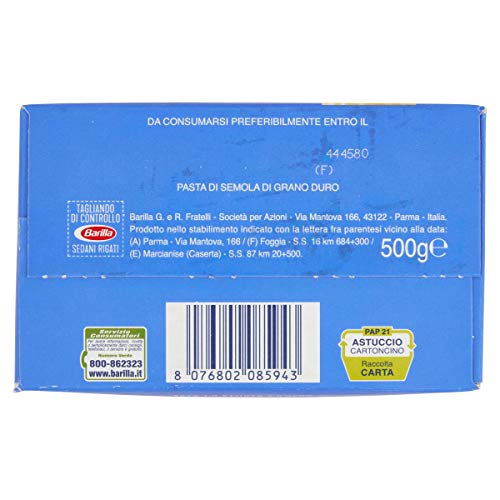 DA CONSUMARSI PREFERIBILMENTE ENTRO IL
444580
(F)
PASTA DI SEMOLA DI GRANO DURO
TAGLIANDO
DI CONTROLLO
Barilla
SEDANI RIGATI
Barilla G. e R. Fratelli - Società per Azioni - Via Mantova 166, 43122 - Parma - Italia.
Prodotto nello stabilimento indicato con la lettera fra parentesi vicino alla data:
(A) Parma - Via Mantova, 166 / (F) Foggia - S.S. 16 km 684+300 /
(E) Marcianise (Caserta) - S.S. 87 km 20+500.
500g e
Servizio
Consumatori
Numero Verde
800-862323
www.barilla.it
8 076802 085943
PAP 21
ASTUCCIO
CARTONCINO
Raccolta
CARTA